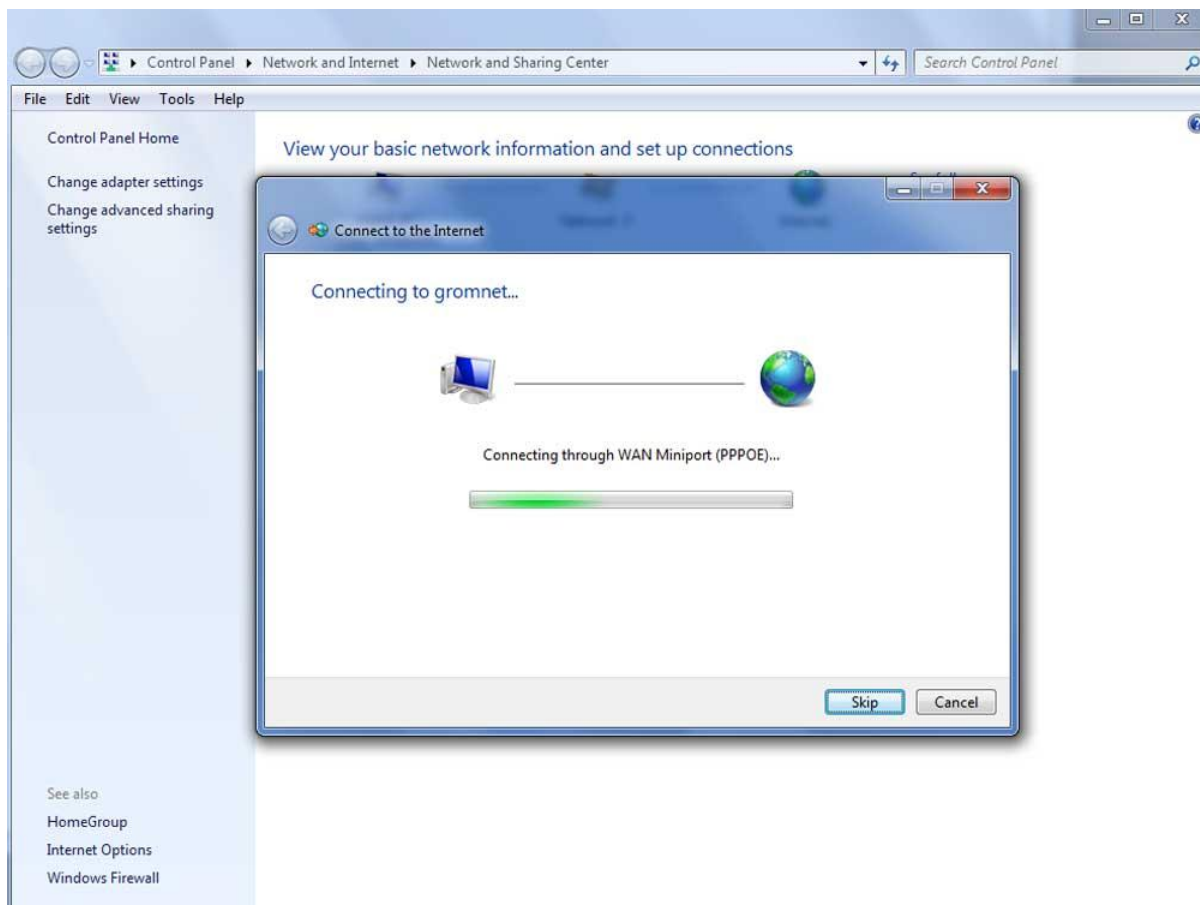 Control Panel ▸ Network and Internet ▸ Network and Sharing Center
Search Control Panel
File Edit View Tools Help
Control Panel Home
Change adapter settings
Change advanced sharing
settings
View your basic network information and set up connections
Connect to the Internet
Connecting to gromnet...
Connecting through WAN Miniport (PPPOE)...
Skip
Cancel
See also
HomeGroup
Internet Options
Windows Firewall